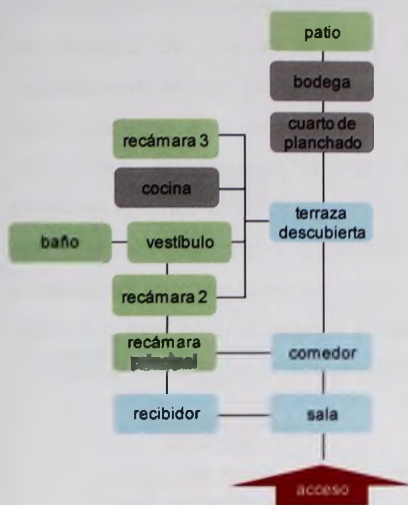 patio
bodega
cuarto de
planchado
recámara 3
cocina
terraza
descubierta
baño
vestíbulo
recámara 2
recámara
principal
comedor
recibidor
sala
acceso